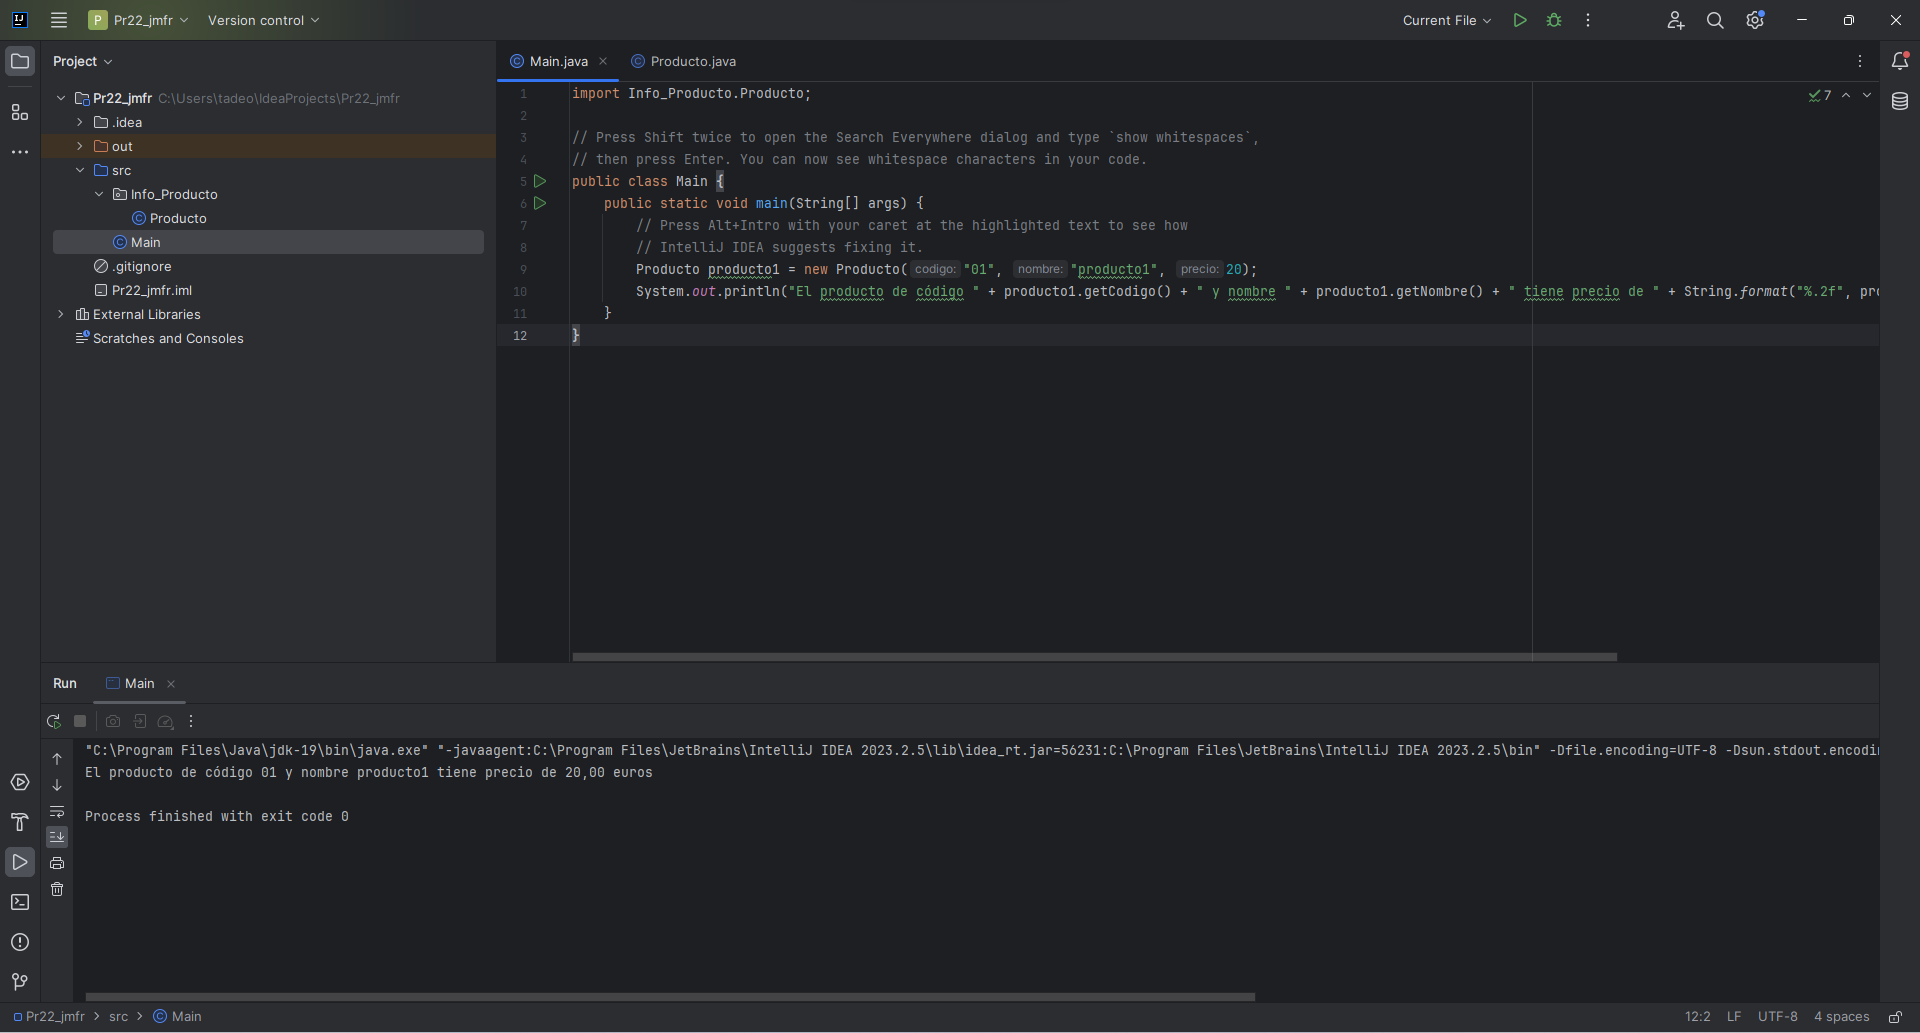 Pr22_jmfr Version control Current File
Project
Main.java Producto.java
Pr22_jmfr C:\Users\tadeo\IdeaProjects\Pr22_jmfr
.idea
out
src
Info_Producto
Producto
Main
.gitignore
Pr22_jmfr.iml
External Libraries
Scratches and Consoles
7
1 import Info_Producto.Producto;
2
3 // Press Shift twice to open the Search Everywhere dialog and type `show whitespaces`,
4 // then press Enter. You can now see whitespace characters in your code.
5 public class Main {
6 public static void main(String[] args) {
7 // Press Alt+Intro with your caret at the highlighted text to see how
8 // IntelliJ IDEA suggests fixing it.
9 Producto producto1 = new Producto( codigo: "01", nombre: "producto1", precio: 20);
10 System.out.println("El producto de código " + producto1.getCodigo() + " y nombre " + producto1.getNombre() + " tiene precio de " + String.format("%.2f", pro
11 }
12 }
Run Main
"C:\Program Files\Java\jdk-19\bin\java.exe" "-javaagent:C:\Program Files\JetBrains\IntelliJ IDEA 2023.2.5\lib\idea_rt.jar=56231:C:\Program Files\JetBrains\IntelliJ IDEA 2023.2.5\bin" -Dfile.encoding=UTF-8 -Dsun.stdout.encodin
El producto de código 01 y nombre producto1 tiene precio de 20,00 euros
Process finished with exit code 0
Pr22_jmfr > src > Main 12:2 LF UTF-8 4 spaces